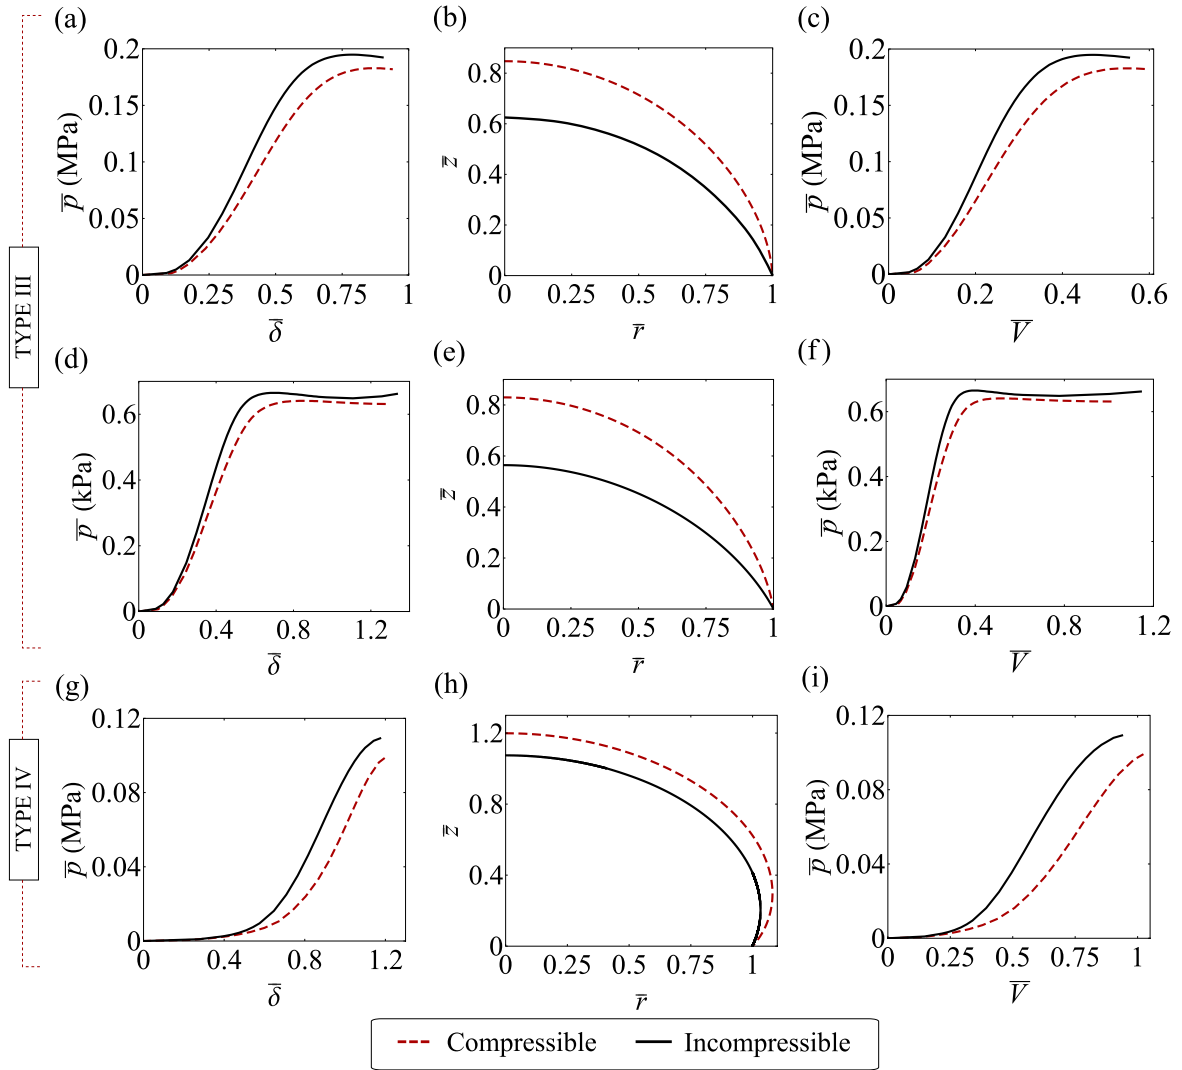 (a)
(b)
(c)
TYPE III
p̅ (MPa)
0.2
0.15
0.1
0.05
0
0 0.25 0.5 0.75 1
δ̅
z̅
0.8
0.6
0.4
0.2
0
0 0.25 0.5 0.75 1
r̅
p̅ (MPa)
0.2
0.15
0.1
0.05
0
0 0.2 0.4 0.6
V̅
(d)
(e)
(f)
p̅ (kPa)
0.6
0.4
0.2
0
0 0.4 0.8 1.2
δ̅
z̅
0.8
0.6
0.4
0.2
0
0 0.25 0.5 0.75 1
r̅
p̅ (kPa)
0.6
0.4
0.2
0
0 0.4 0.8 1.2
V̅
(g)
(h)
(i)
TYPE IV
p̅ (MPa)
0.12
0.08
0.04
0
0 0.4 0.8 1.2
δ̅
z̅
1.2
0.8
0.4
0
0 0.25 0.5 0.75 1
r̅
p̅ (MPa)
0.12
0.08
0.04
0
0 0.25 0.5 0.75 1
V̅
Compressible Incompressible